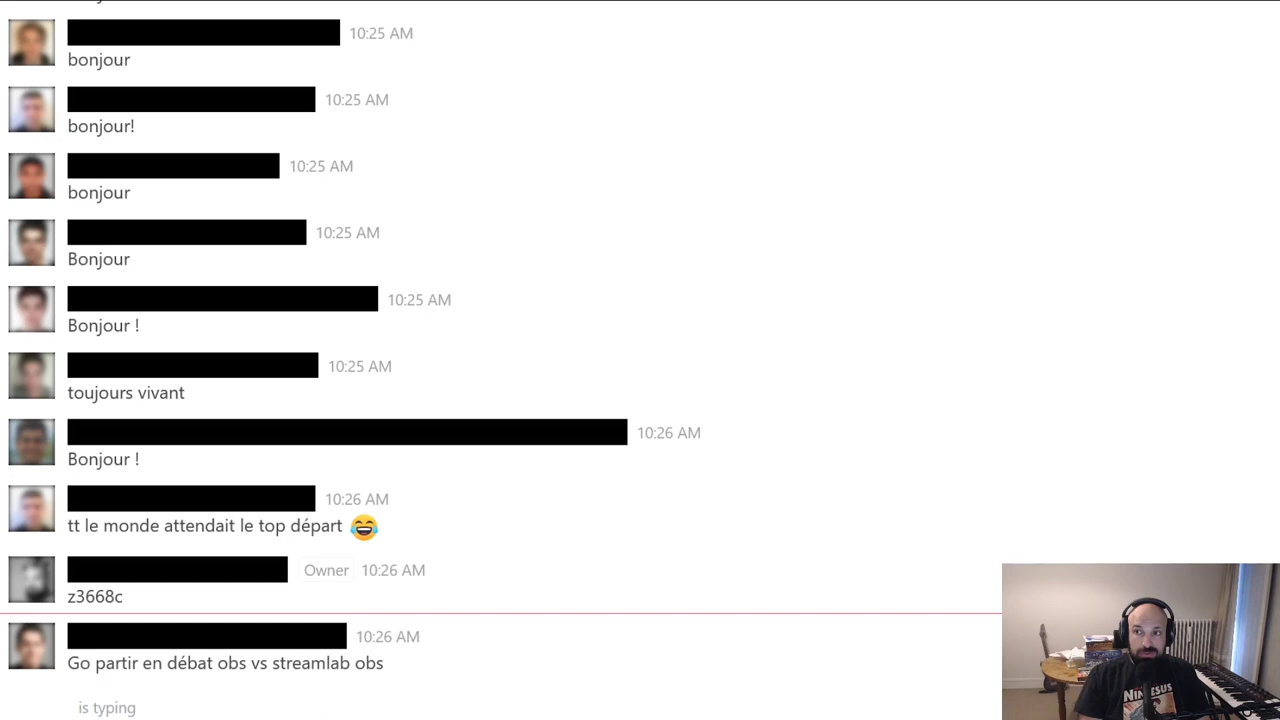 10:25 AM
bonjour
10:25 AM
bonjour!
10:25 AM
bonjour
10:25 AM
Bonjour
10:25 AM
Bonjour !
10:25 AM
toujours vivant
10:26 AM
Bonjour !
10:26 AM
tt le monde attendait le top départ 😂
Owner 10:26 AM
z3668c
10:26 AM
Go partir en débat obs vs streamlab obs
is typing